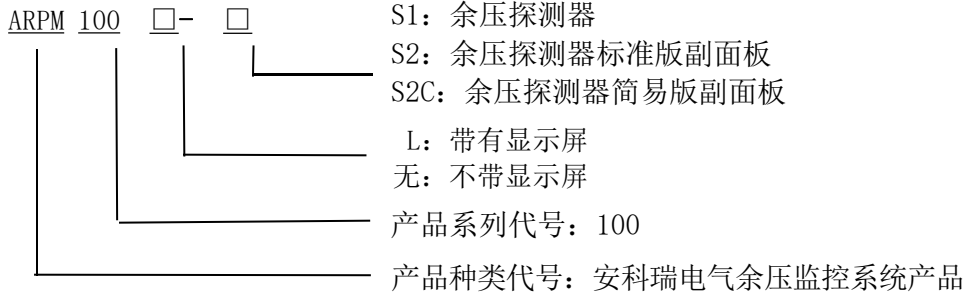 ARPM 100 □- □
S1：余压探测器
S2：余压探测器标准版副面板
S2C：余压探测器简易版副面板
L：带有显示屏
无：不带显示屏
产品系列代号：100
产品种类代号：安科瑞电气余压监控系统产品